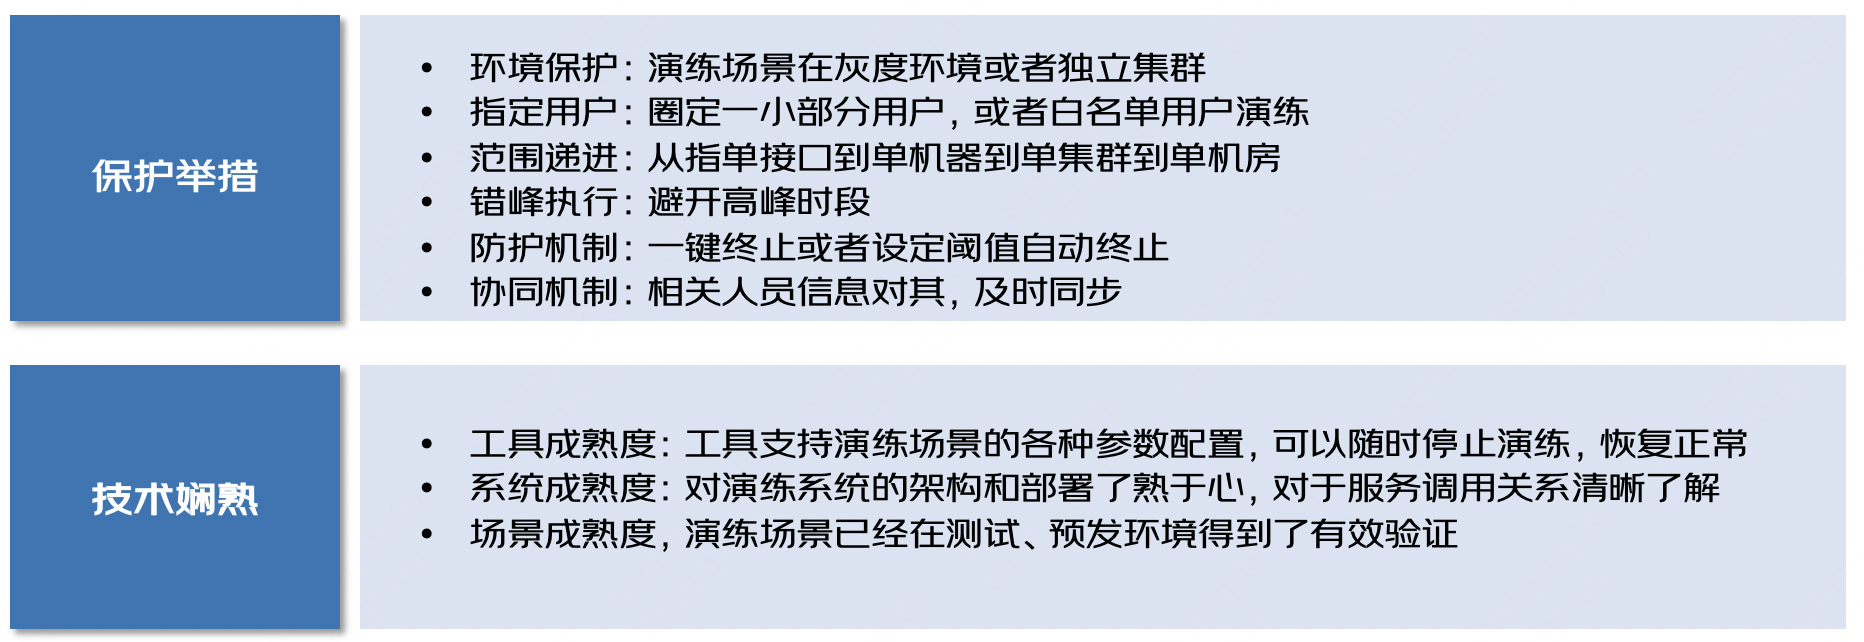 保护举措
• 环境保护：演练场景在灰度环境或者独立集群
• 指定用户：圈定一小部分用户，或者白名单用户演练
• 范围递进：从指单接口到单机器到单集群到单机房
• 错峰执行：避开高峰时段
• 防护机制：一键终止或者设定阈值自动终止
• 协同机制：相关人员信息对其，及时同步
技术娴熟
• 工具成熟度：工具支持演练场景的各种参数配置，可以随时停止演练，恢复正常
• 系统成熟度：对演练系统的架构和部署了熟于心，对于服务调用关系清晰了解
• 场景成熟度，演练场景已经在测试、预发环境得到了有效验证